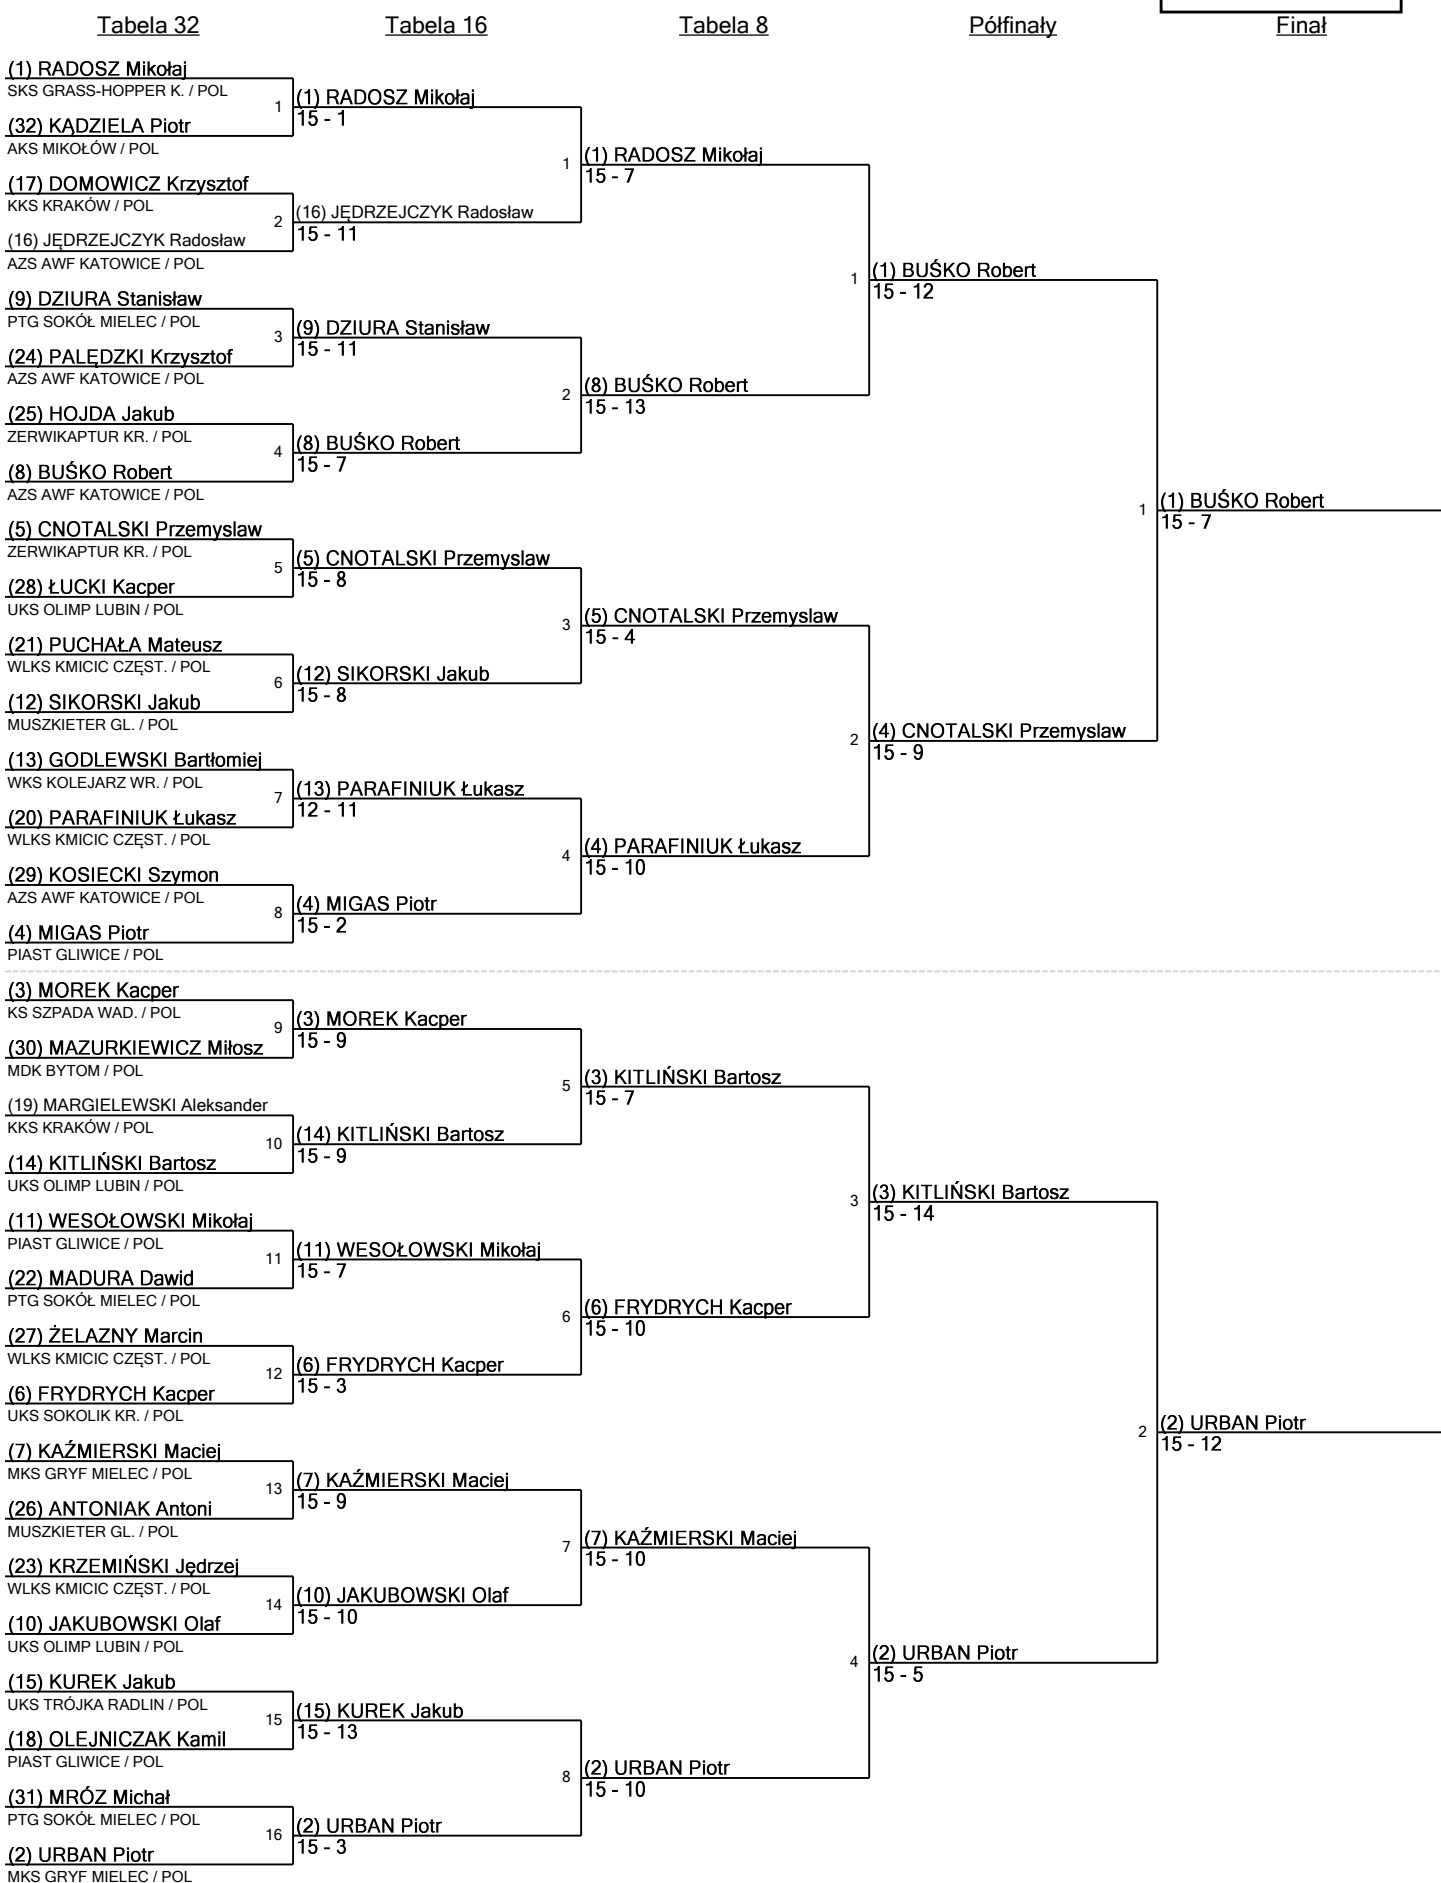 Tabela 32
Tabela 16
Tabela 8
Półfinały
Finał
(1) RADOSZ Mikołaj
SKS GRASS-HOPPER K. / POL
(32) KĄDZIELA Piotr
AKS MIKOŁÓW / POL
(17) DOMOWICZ Krzysztof
KKS KRAKÓW / POL
(16) JĘDRZEJCZYK Radosław
AZS AWF KATOWICE / POL
(9) DZIURA Stanisław
PTG SOKÓŁ MIELEC / POL
(24) PALĘDZKI Krzysztof
AZS AWF KATOWICE / POL
(25) HOJDA Jakub
ZERWIKAPTUR KR. / POL
(8) BUŚKO Robert
AZS AWF KATOWICE / POL
(5) CNOTALSKI Przemyslaw
ZERWIKAPTUR KR. / POL
(28) ŁUCKI Kacper
UKS OLIMP LUBIN / POL
(21) PUCHAŁA Mateusz
WLKS KMICIC CZĘST. / POL
(12) SIKORSKI Jakub
MUSZKIETER GL. / POL
(13) GODLEWSKI Bartłomiej
WKS KOLEJARZ WR. / POL
(20) PARAFINIUK Łukasz
WLKS KMICIC CZĘST. / POL
(29) KOSIECKI Szymon
AZS AWF KATOWICE / POL
(4) MIGAS Piotr
PIAST GLIWICE / POL
(3) MOREK Kacper
KS SZPADA WAD. / POL
(30) MAZURKIEWICZ Miłosz
MDK BYTOM / POL
(19) MARGIELEWSKI Aleksander
KKS KRAKÓW / POL
(14) KITLIŃSKI Bartosz
UKS OLIMP LUBIN / POL
(11) WESOŁOWSKI Mikołaj
PIAST GLIWICE / POL
(22) MADURA Dawid
PTG SOKÓŁ MIELEC / POL
(27) ŻELAZNY Marcin
WLKS KMICIC CZĘST. / POL
(6) FRYDRYCH Kacper
UKS SOKOLIK KR. / POL
(7) KAŹMIERSKI Maciej
MKS GRYF MIELEC / POL
(26) ANTONIAK Antoni
MUSZKIETER GL. / POL
(23) KRZEMIŃSKI Jędrzej
WLKS KMICIC CZĘST. / POL
(10) JAKUBOWSKI Olaf
UKS OLIMP LUBIN / POL
(15) KUREK Jakub
UKS TRÓJKA RADLIN / POL
(18) OLEJNICZAK Kamil
PIAST GLIWICE / POL
(31) MRÓZ Michał
PTG SOKÓŁ MIELEC / POL
(2) URBAN Piotr
MKS GRYF MIELEC / POL
1
(1) RADOSZ Mikołaj
15 - 1
2
(16) JĘDRZEJCZYK Radosław
15 - 11
3
(9) DZIURA Stanisław
15 - 11
4
(8) BUŚKO Robert
15 - 7
5
(5) CNOTALSKI Przemyslaw
15 - 8
6
(12) SIKORSKI Jakub
15 - 8
7
(13) PARAFINIUK Łukasz
12 - 11
8
(4) MIGAS Piotr
15 - 2
9
(3) MOREK Kacper
15 - 9
10
(14) KITLIŃSKI Bartosz
15 - 9
11
(11) WESOŁOWSKI Mikołaj
15 - 7
12
(6) FRYDRYCH Kacper
15 - 3
13
(7) KAŹMIERSKI Maciej
15 - 9
14
(10) JAKUBOWSKI Olaf
15 - 10
15
(15) KUREK Jakub
15 - 13
16
(2) URBAN Piotr
15 - 3
1
(1) RADOSZ Mikołaj
15 - 7
2
(8) BUŚKO Robert
15 - 13
3
(5) CNOTALSKI Przemyslaw
15 - 4
4
(4) PARAFINIUK Łukasz
15 - 10
5
(3) KITLIŃSKI Bartosz
15 - 7
6
(6) FRYDRYCH Kacper
15 - 10
7
(7) KAŹMIERSKI Maciej
15 - 10
8
(2) URBAN Piotr
15 - 10
1
(1) BUŚKO Robert
15 - 12
2
(4) CNOTALSKI Przemyslaw
15 - 9
3
(3) KITLIŃSKI Bartosz
15 - 14
4
(2) URBAN Piotr
15 - 5
1
(1) BUŚKO Robert
15 - 7
2
(2) URBAN Piotr
15 - 12